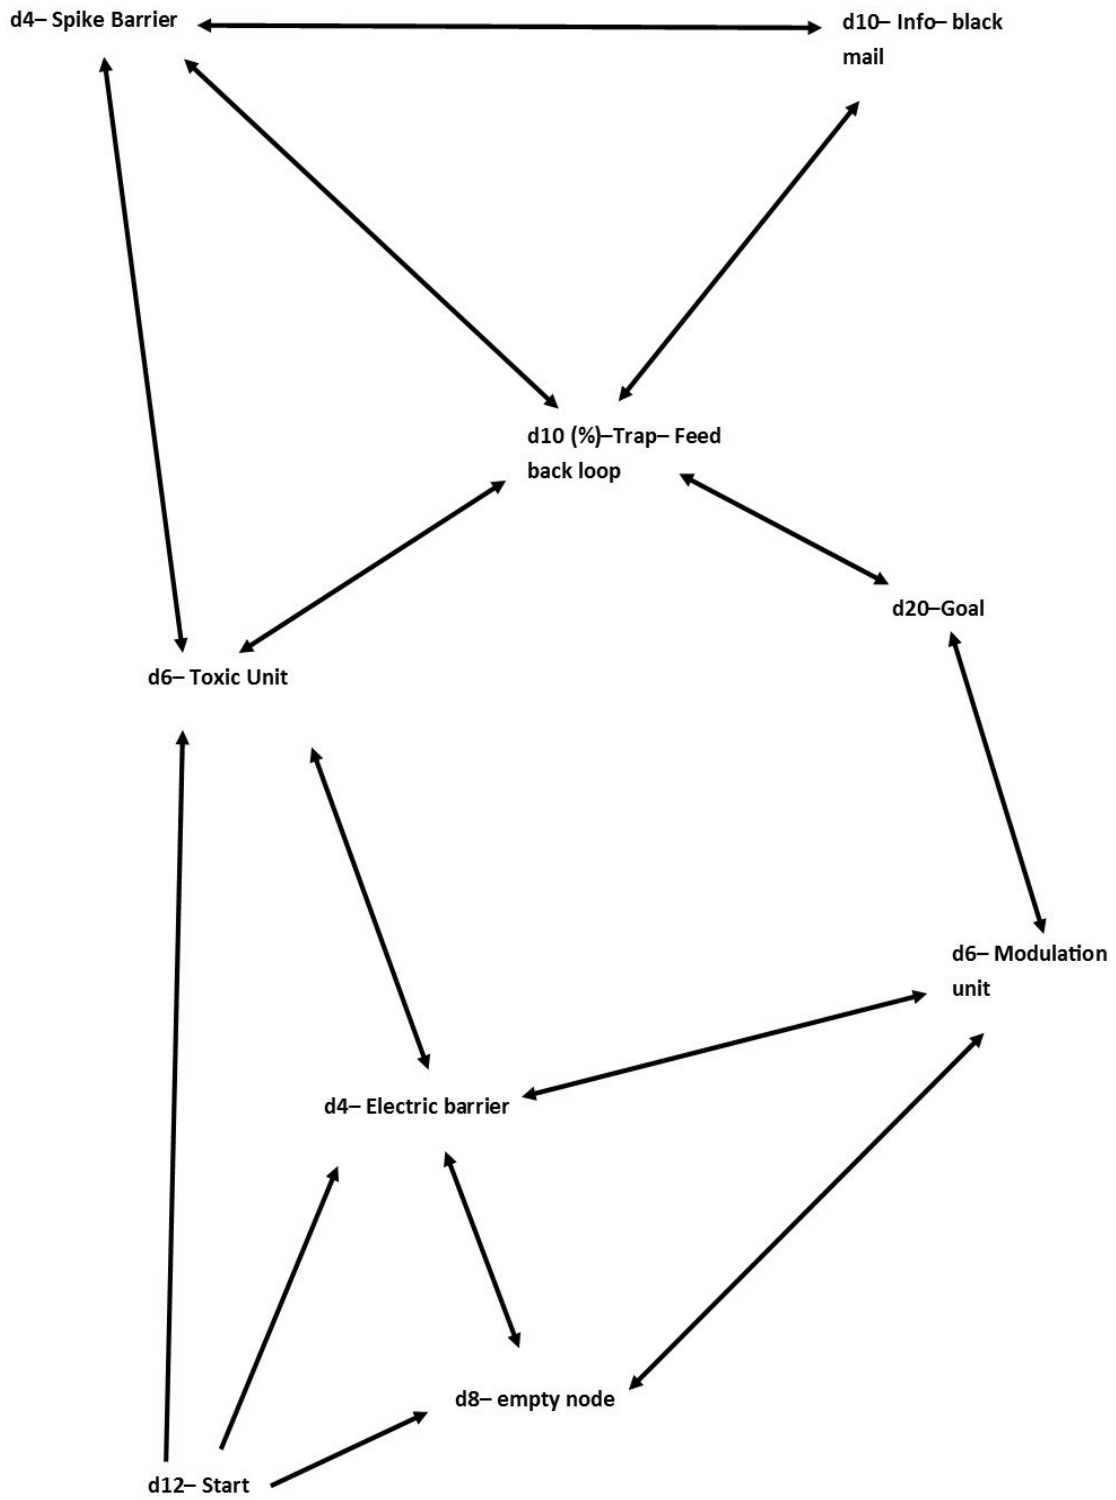 d4– Spike Barrier
d10– Info– black
mail
d10 (%)–Trap– Feed
back loop
d20–Goal
d6– Toxic Unit
d6– Modulation
unit
d4– Electric barrier
d8– empty node
d12– Start